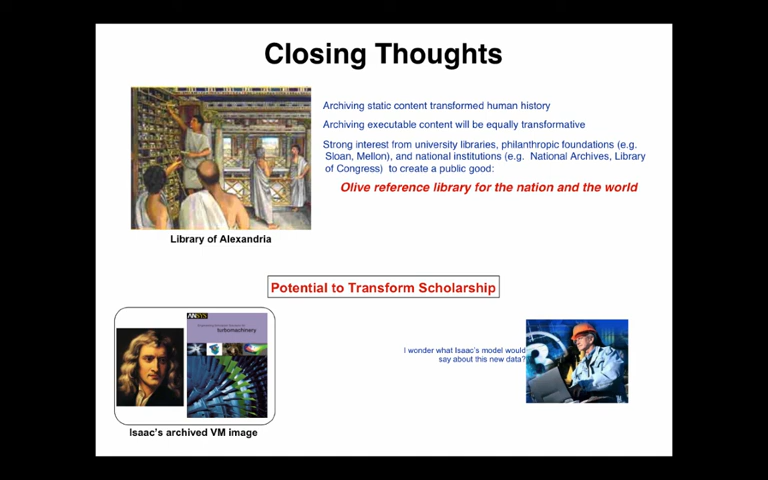 Closing Thoughts
Archiving static content transformed human history
Archiving executable content will be equally transformative
Strong interest from university libraries, philanthropic foundations (e.g.
Sloan, Mellon), and national institutions (e.g. National Archives, Library
of Congress) to create a public good:
Olive reference library for the nation and the world
Library of Alexandria
Potential to Transform Scholarship
ANSYS
turbomachinery
I wonder what Isaac's model would
say about this new data?
Isaac's archived VM image